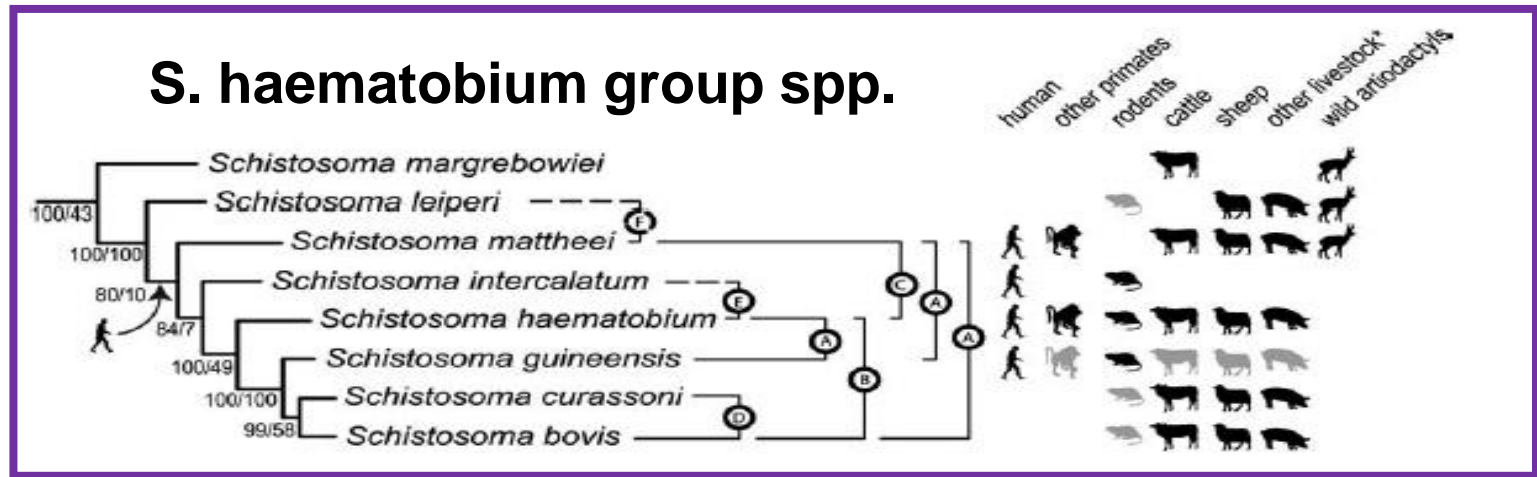 S. haematobium group spp.
human
other primates
rodents
cattle
sheep
other livestock*
wild artiodactyls
Schistosoma margrebowiei
100/43
Schistosoma leiperi
F
100/100
Schistosoma mattheei
80/10
Schistosoma intercalatum
E
C
A
84/7
Schistosoma haematobium
A
A
100/49
Schistosoma guineensis
B
100/100
Schistosoma curassoni
D
99/58
Schistosoma bovis